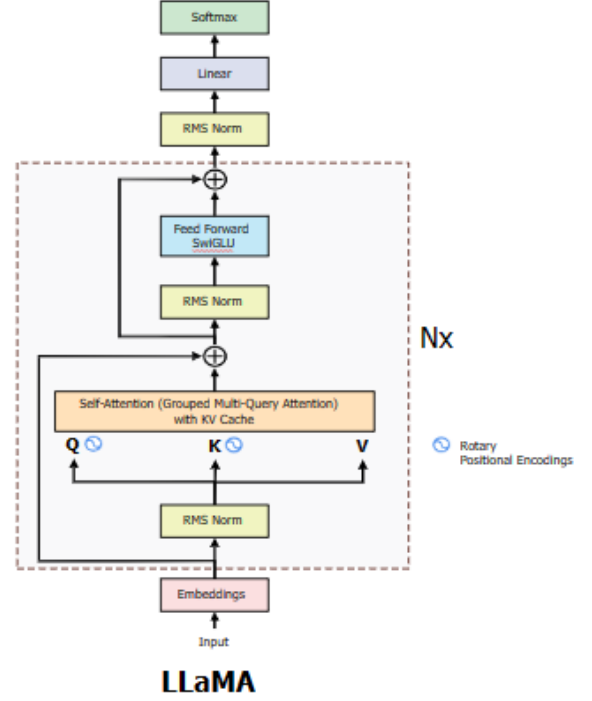 Softmax
Linear
RMS Norm
Feed Forward
SwiGLU
RMS Norm
Nx
Self-Attention (Grouped Multi-Query Attention)
with KV Cache
Q K V
Rotary
Positional Encodings
RMS Norm
Embeddings
Input
LLaMA